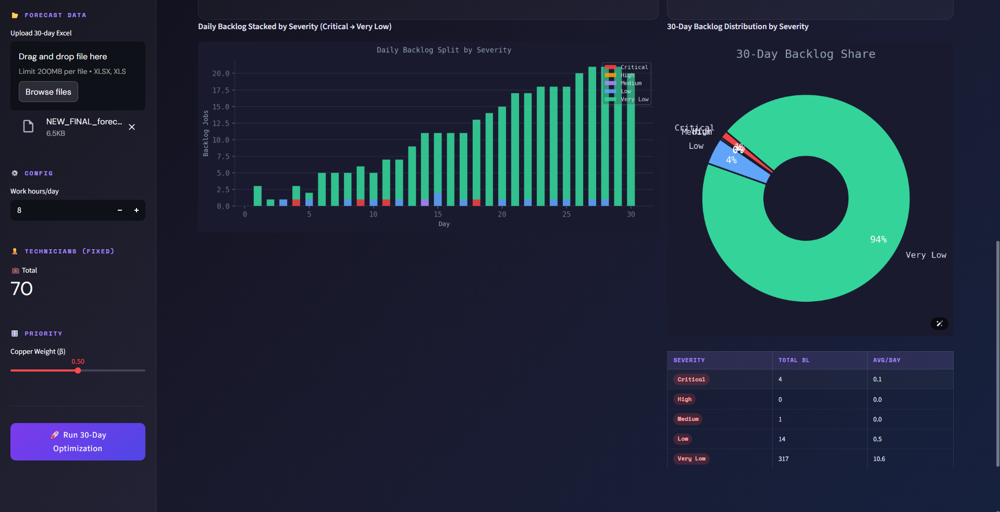 FORECAST DATA
Upload 30-day Excel
Drag and drop file here
Limit 200MB per file • XLSX, XLS
Browse files
NEW_FINAL_forec...
6.5KB
CONFIG
Work hours/day
8
TECHNICIANS (FIXED)
Total
70
PRIORITY
Copper Weight (β)
0.50
🚀 Run 30-Day
Optimization
Daily Backlog Stacked by Severity (Critical → Very Low)
Daily Backlog Split by Severity
Critical
High
Medium
Low
Very Low
20.0
17.5
15.0
12.5
10.0
7.5
5.0
2.5
0.0
Backlog Jobs
0 5 10 15 20 25 30
Day
30-Day Backlog Distribution by Severity
30-Day Backlog Share
Critical
High
Medium
Low
1%
0%
0%
4%
94%
Very Low
SEVERITY TOTAL BL AVG/DAY
Critical 4 0.1
High 0 0.0
Medium 1 0.0
Low 14 0.5
Very Low 317 10.6